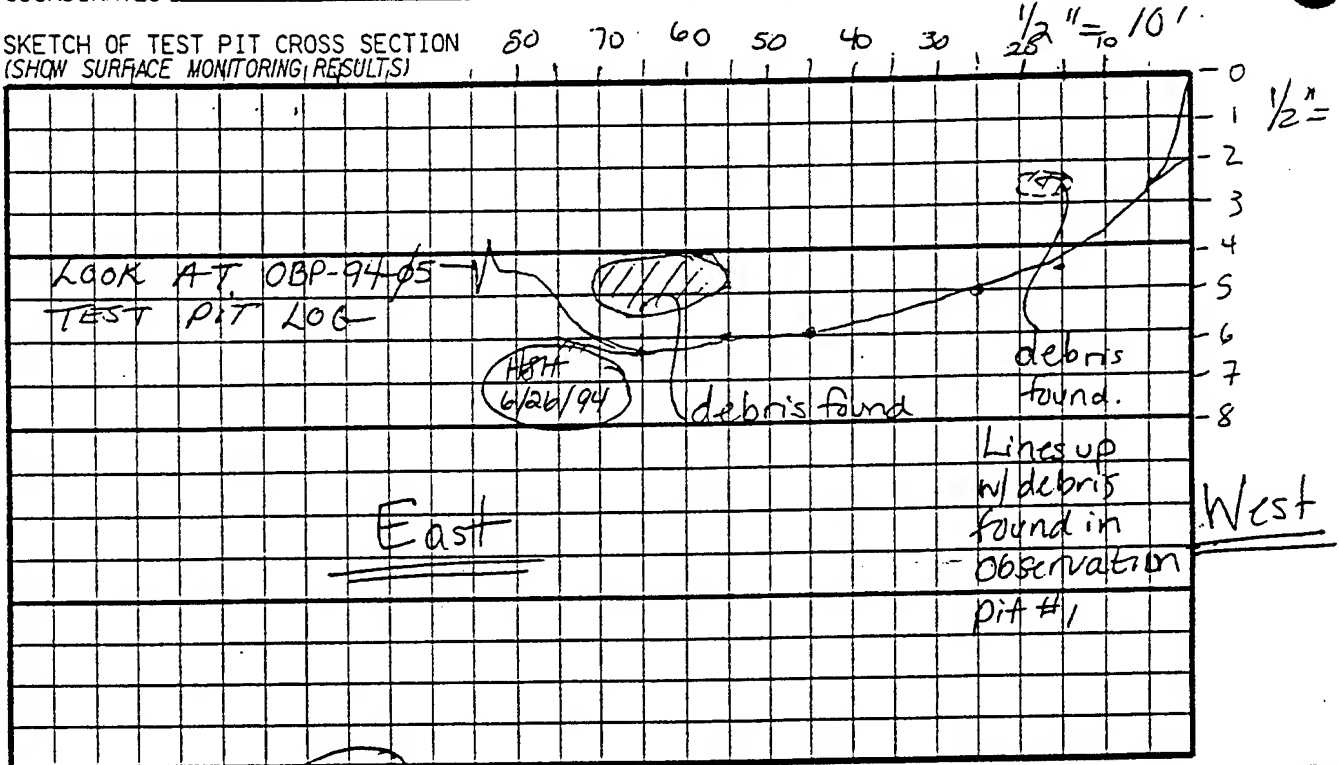 1/2" = 10'
SKETCH OF TEST PIT CROSS SECTION 80 70 60 50 40 30 20 10
(SHOW SURFACE MONITORING RESULTS)
0
1/2" =
1
2
3
4
LOOK AT OBP-94-05
5
TEST PIT LOG
6
debris
7
found.
HSH
6/26/94
debris found
8
Lines up
w/ debris
found in
observation
pit #1
East
West